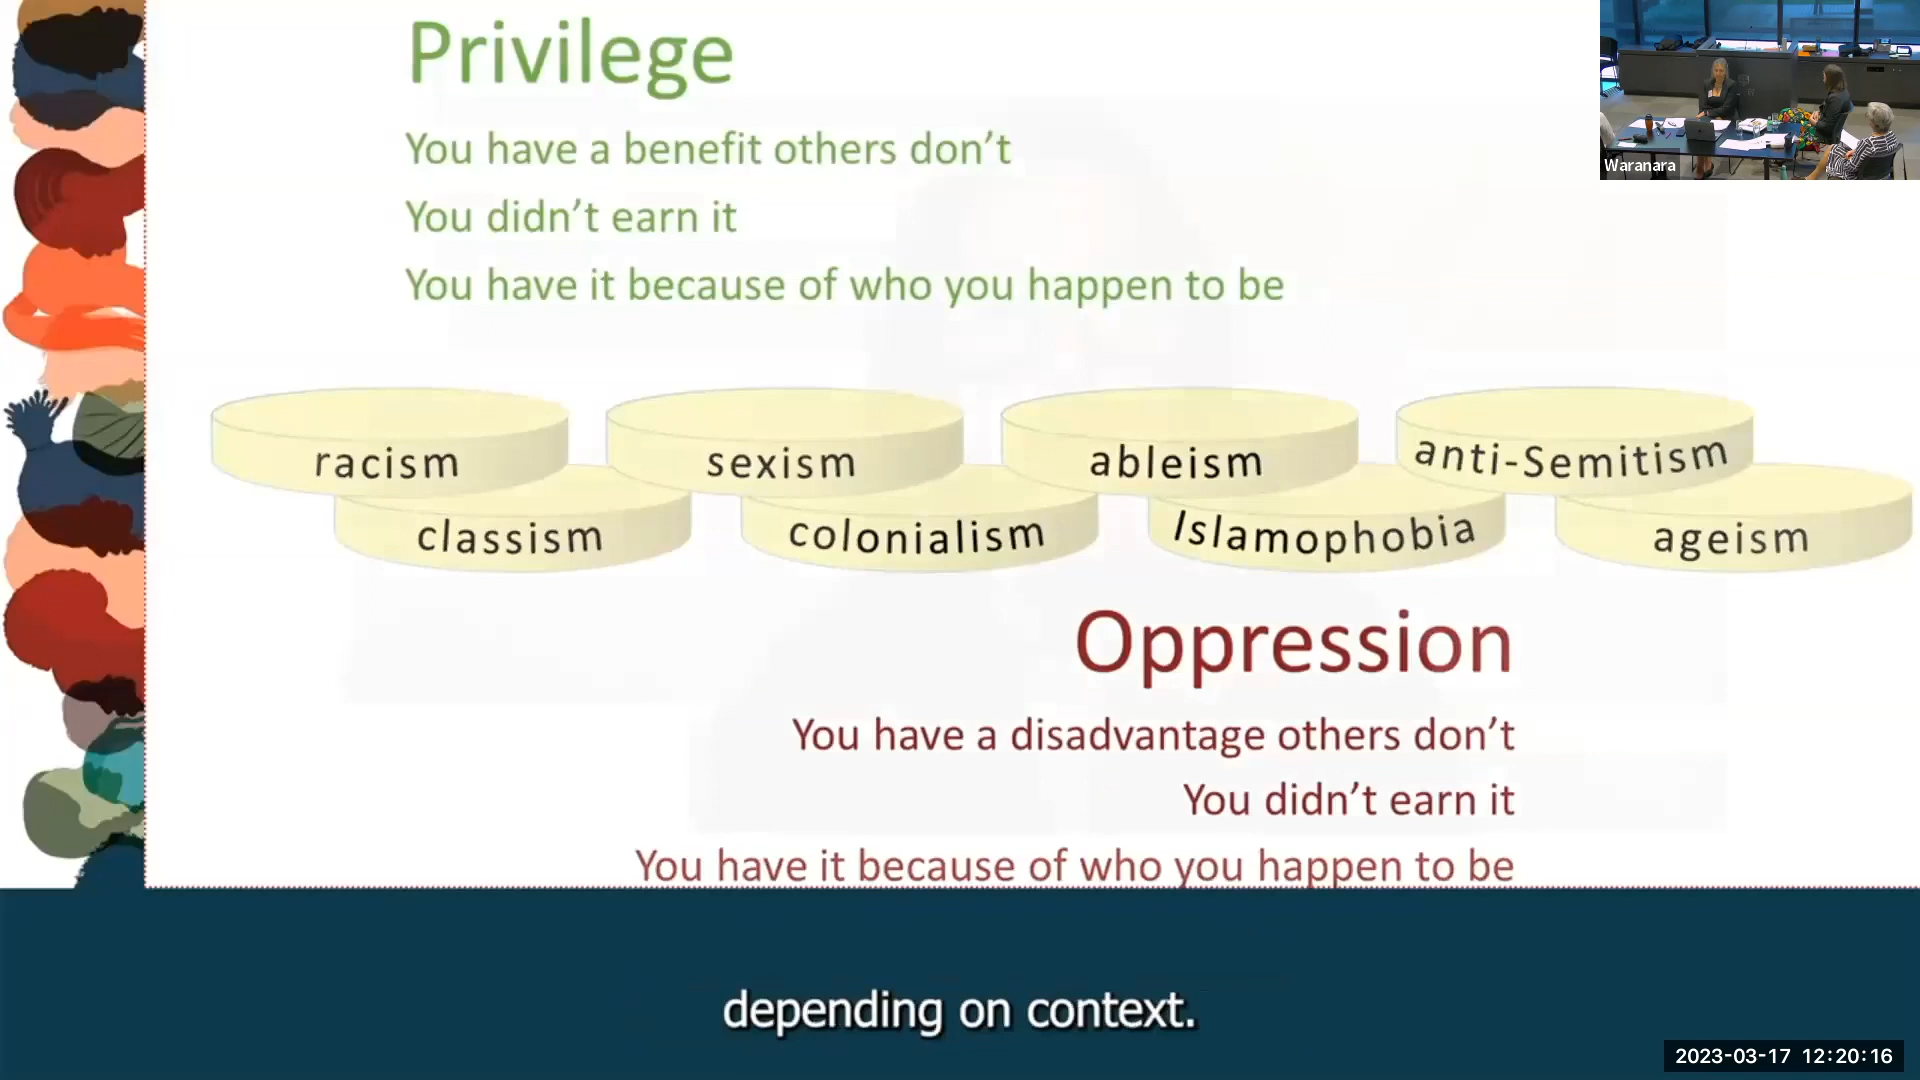 Privilege
You have a benefit others don’t
You didn’t earn it
You have it because of who you happen to be
Waranara
racism
sexism
ableism
anti-Semitism
classism
colonialism
Islamophobia
ageism
Oppression
You have a disadvantage others don’t
You didn’t earn it
You have it because of who you happen to be
depending on context.
2023-03-17 12:20:16